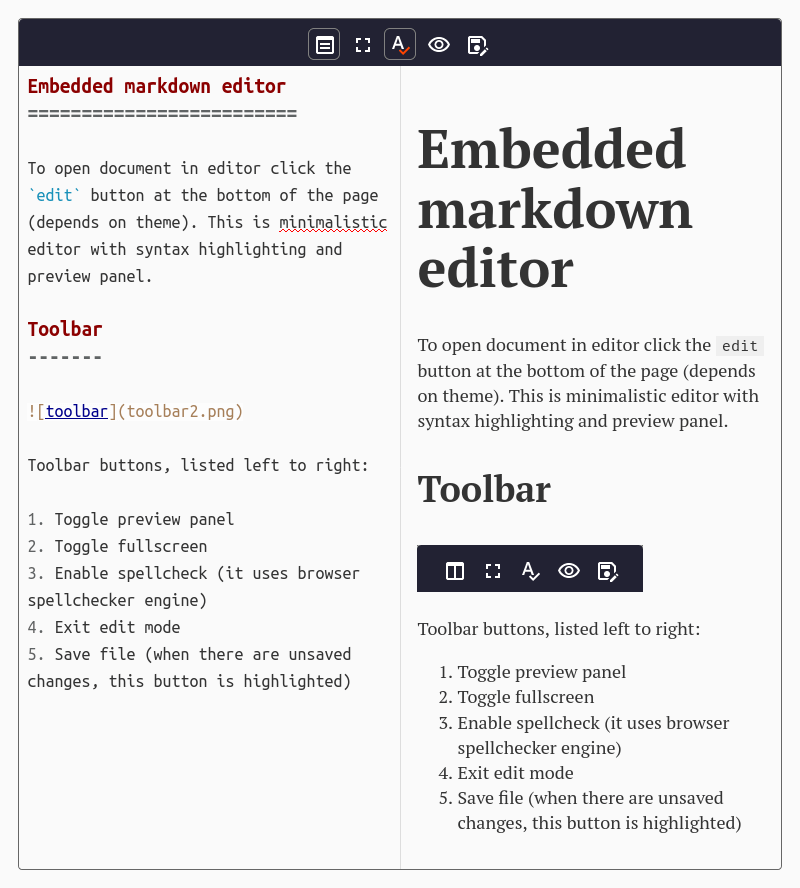 Embedded markdown editor
=========================
To open document in editor click the
`edit` button at the bottom of the page
(depends on theme). This is minimalistic
editor with syntax highlighting and
preview panel.
Toolbar
-------
![toolbar](toolbar2.png)
Toolbar buttons, listed left to right:
1. Toggle preview panel
2. Toggle fullscreen
3. Enable spellcheck (it uses browser
spellchecker engine)
4. Exit edit mode
5. Save file (when there are unsaved
changes, this button is highlighted)
Embedded
markdown
editor
To open document in editor click the edit
button at the bottom of the page (depends
on theme). This is minimalistic editor with
syntax highlighting and preview panel.
Toolbar
Toolbar buttons, listed left to right:
1. Toggle preview panel
2. Toggle fullscreen
3. Enable spellcheck (it uses browser
spellchecker engine)
4. Exit edit mode
5. Save file (when there are unsaved
changes, this button is highlighted)